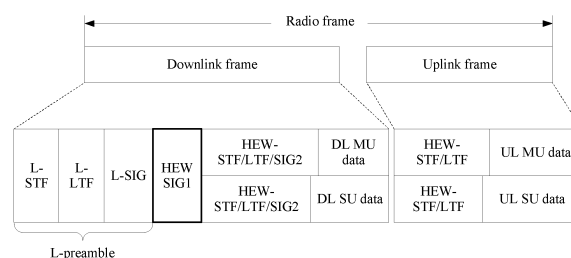 Radio frame
Downlink frame
Uplink frame
L-
STF
L-
LTF
L-SIG
HEW
SIG1
HEW-
STF/LTF/SIG2
DL MU
data
HEW-
STF/LTF/SIG2
DL SU data
HEW-
STF/LTF
UL MU data
HEW-
STF/LTF
UL SU data
L-preamble